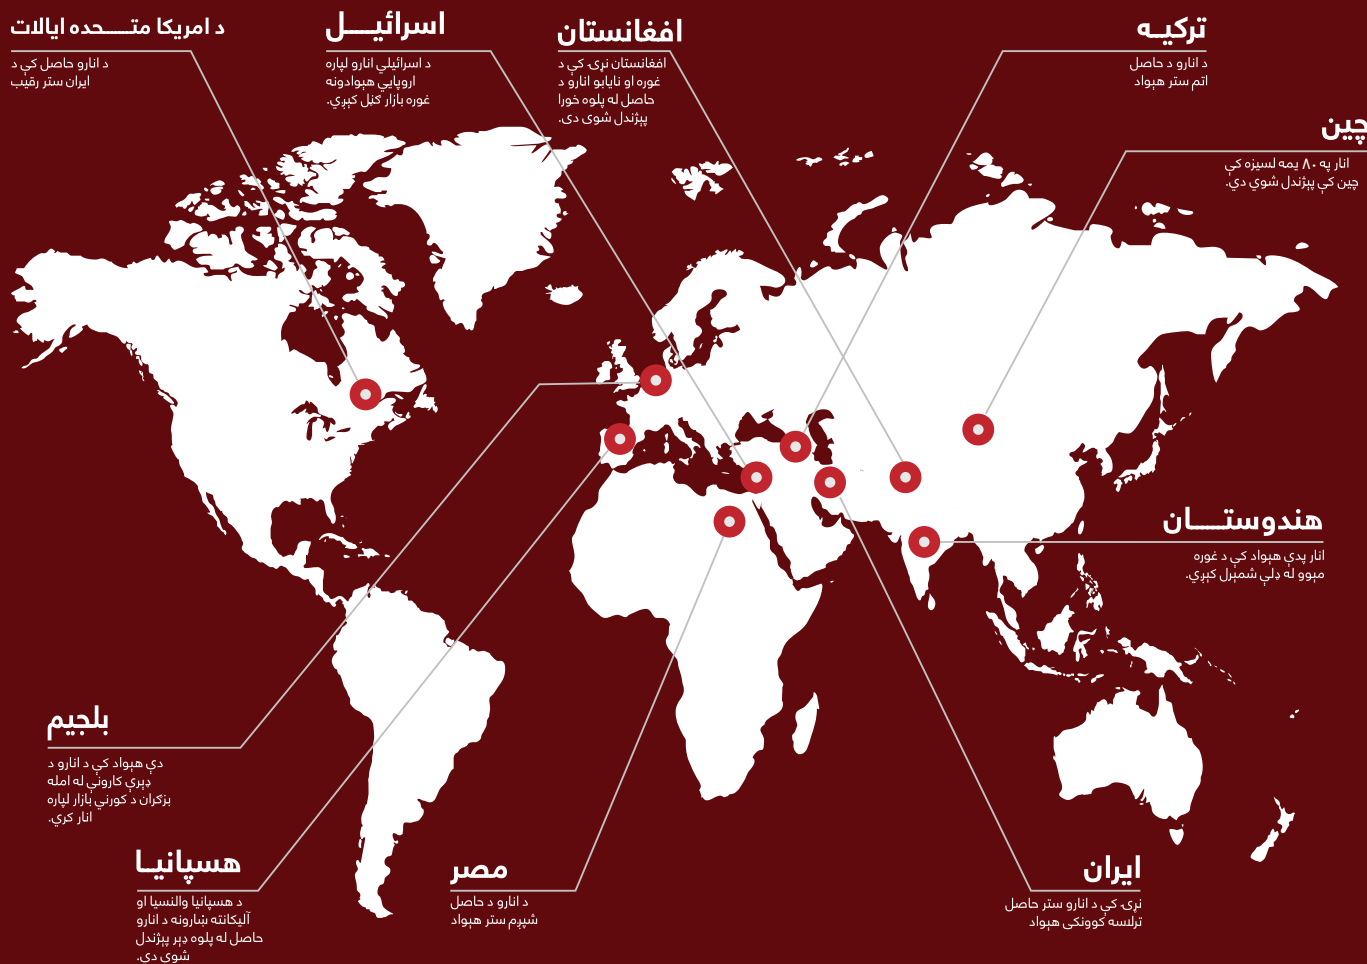 د امریکا متـــحده ایالات
د انارو حاصل کې د
ایران ستر رقیب
اسرائیـــل
د اسرائیلي انارو لپاره
اروپایي هېوادونه
غوره بازار ګڼل کېږي.
افغانستان
افغانستان نړۍ کې د
غوره او نایابو انارو د
حاصل له پلوه خورا
پېژندل شوی دی.
ترکیــه
د انارو د حاصل
اتم ستر هېواد
چین
انار په ۸۰ یمه لسیزه کې
چین کې پېژندل شوي دي.
هندوستـــان
انار پدې هېواد کې د غوره
مېوو له ډلې شمېرل کېږي.
بلجیم
دې هېواد کې د انارو د
ډېرې کارونې له امله
بزګران د کورني بازار لپاره
انار کري.
هسپانیــا
د هسپانیا والنسیا او
آلیکانته ښارونه د انارو
حاصل له پلوه ډېر پېژندل
شوي دي.
مصر
د انارو د حاصل
شپږم ستر هېواد
ایران
نړۍ کې د انارو ستر حاصل
ترلاسه کوونکی هېواد